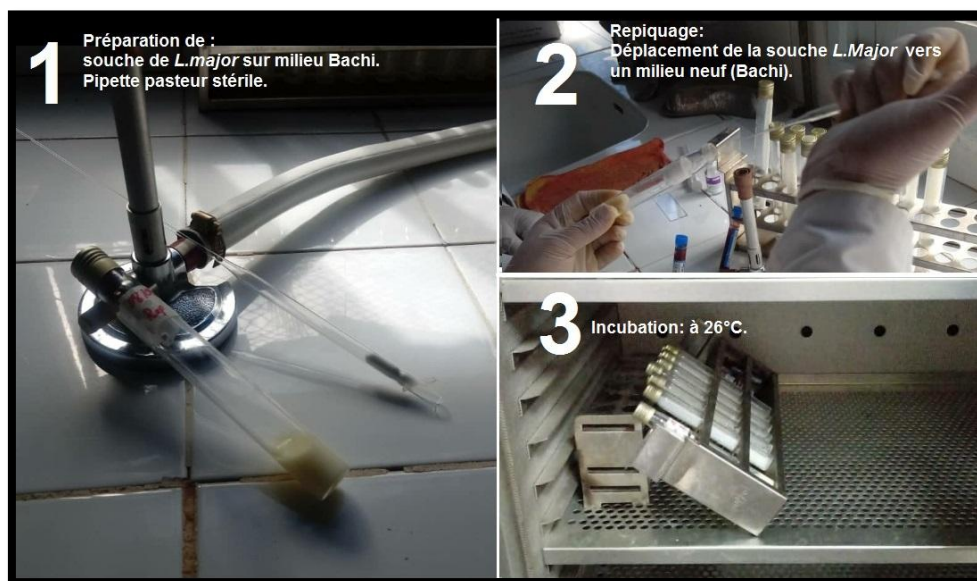 1
Préparation de :
souche de L.major sur milieu Bachi.
Pipette pasteur stérile.
2
Repiquage:
Déplacement de la souche L.Major vers
un milieu neuf (Bachi).
3
Incubation: à 26°C.